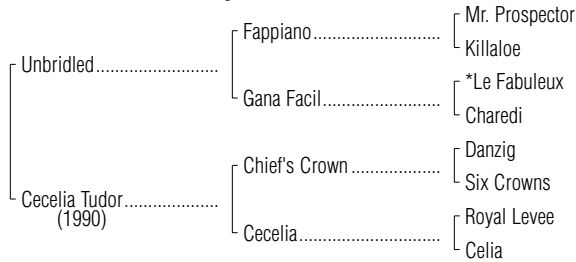 Mr. Prospector
Fappiano
Killaloe
Unbridled
*Le Fabuleux
Gana Facil
Charedi
Danzig
Chief's Crown
Six Crowns
Cecelia Tudor
(1990)
Royal Levee
Cecelia
Celia